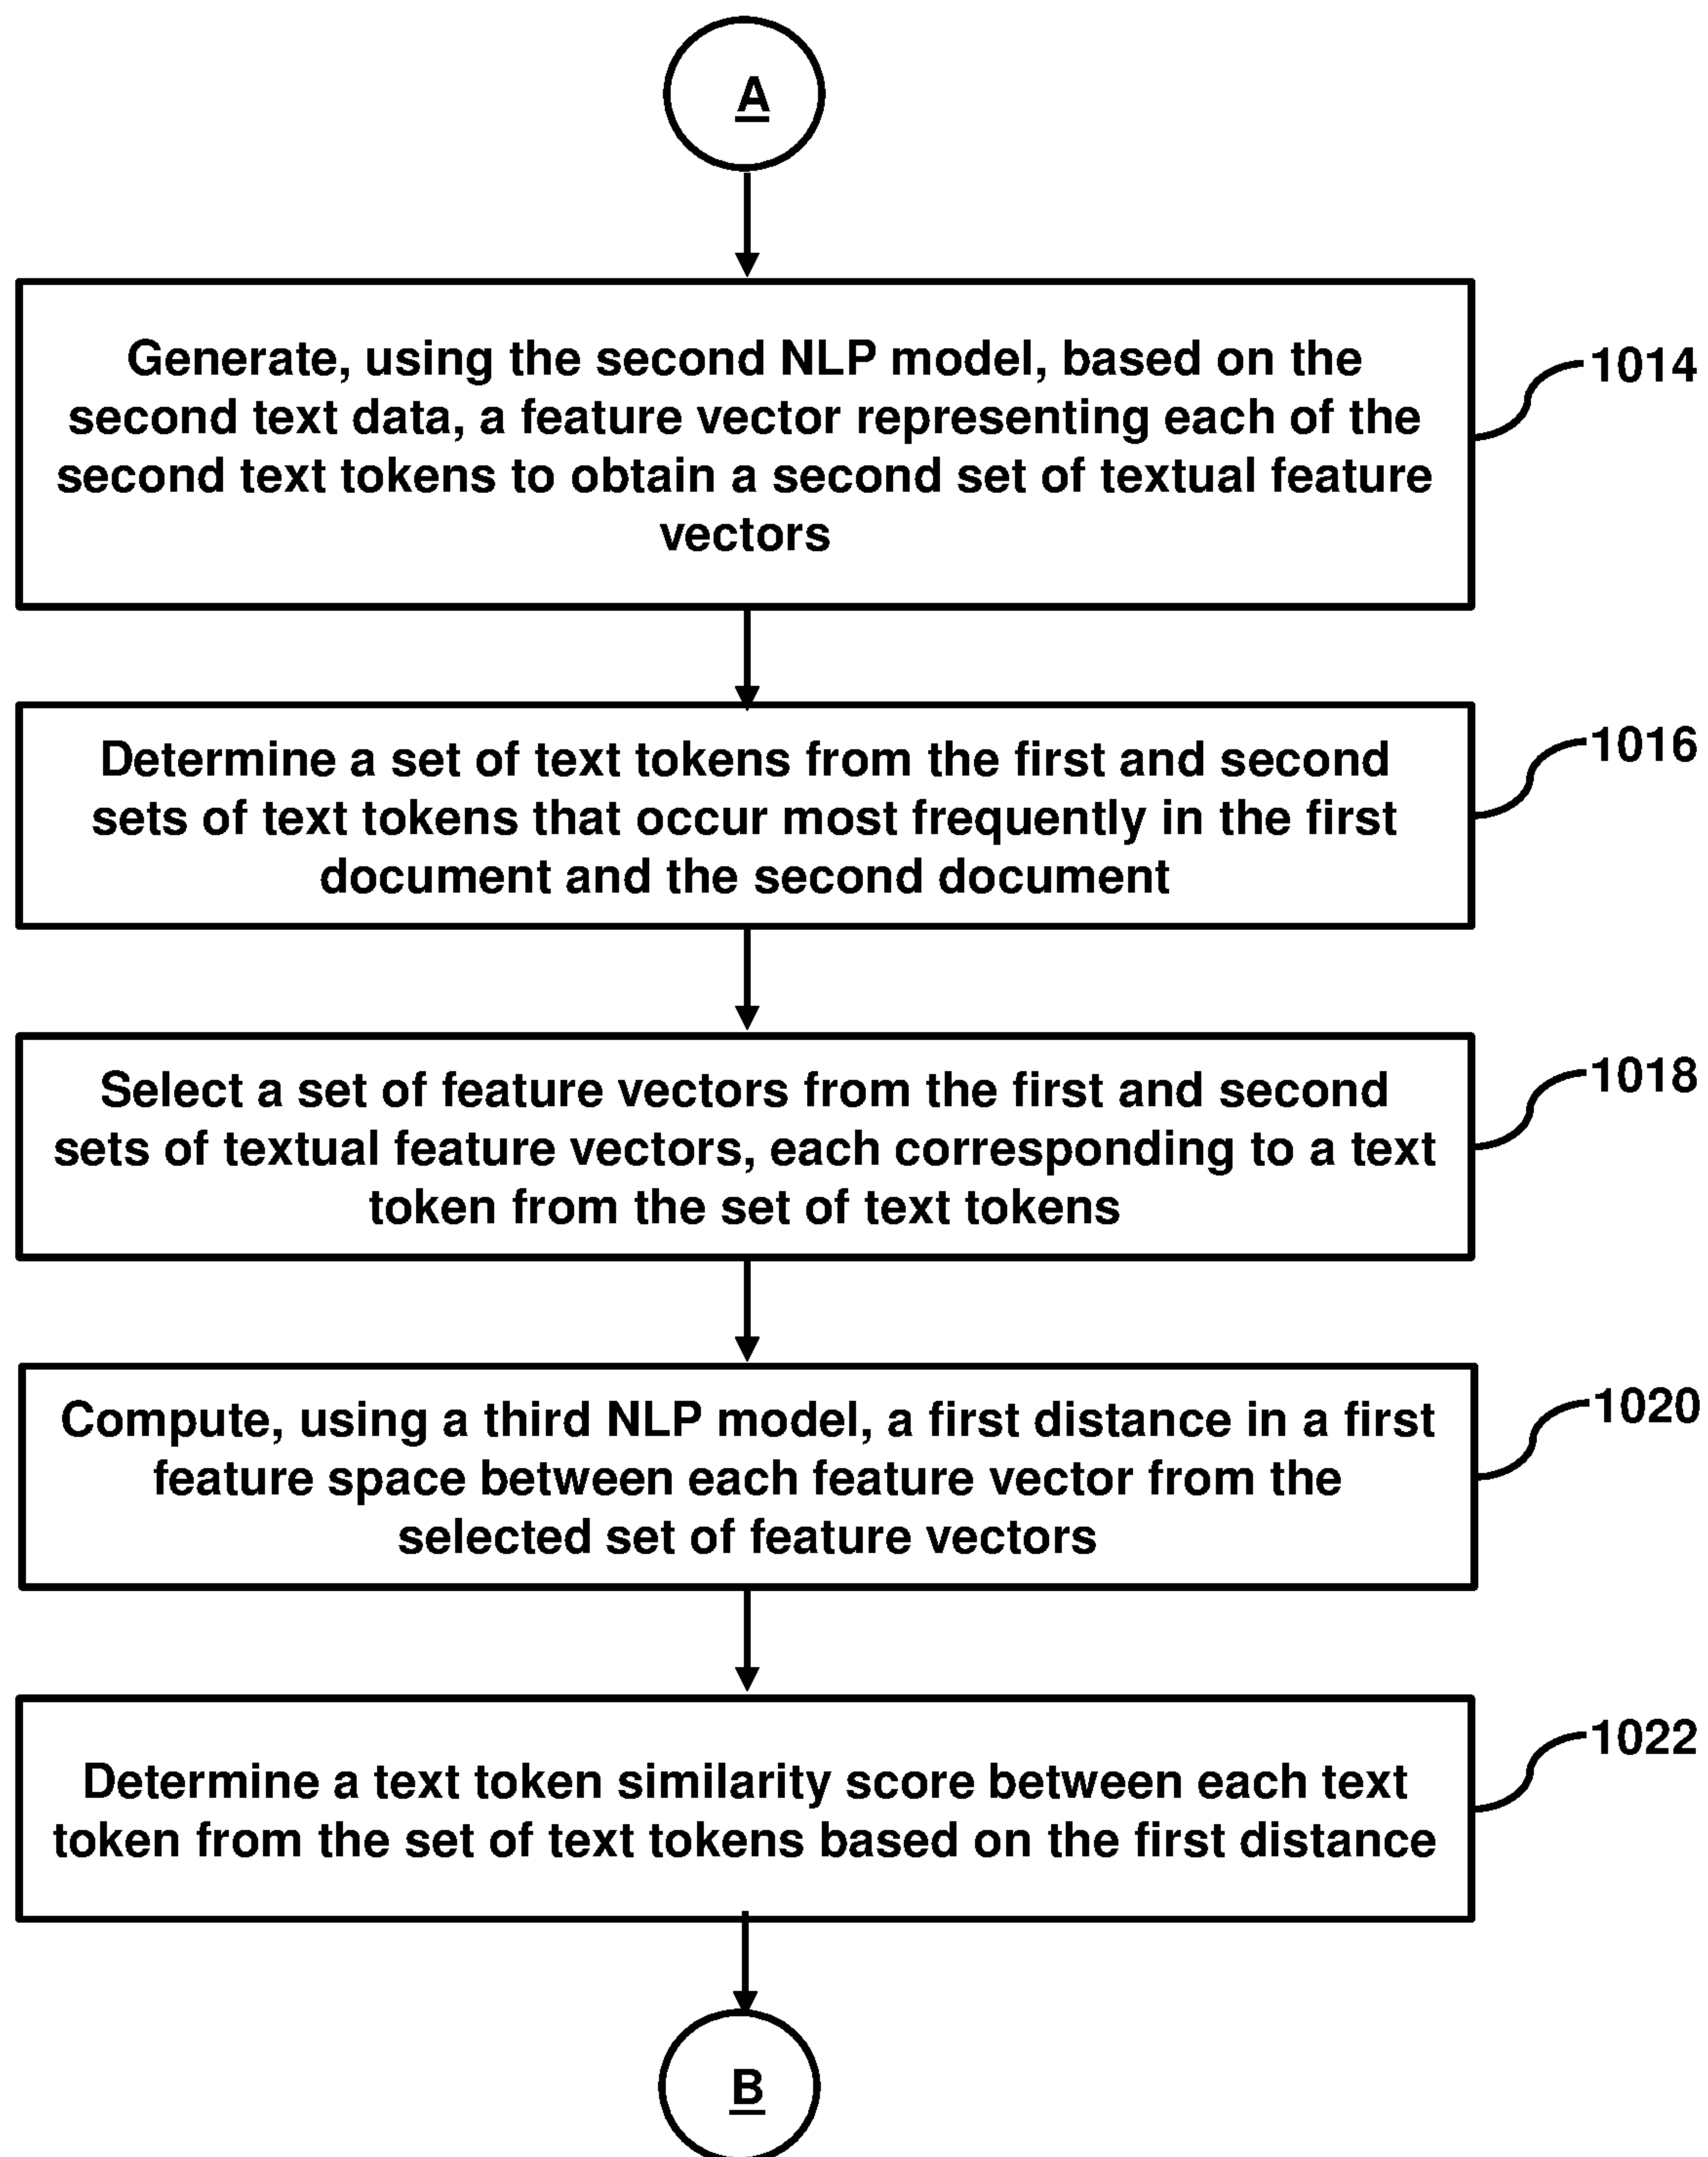 A
Generate, using the second NLP model, based on the
second text data, a feature vector representing each of the
second text tokens to obtain a second set of textual feature
vectors
1014
Determine a set of text tokens from the first and second
sets of text tokens that occur most frequently in the first
document and the second document
1016
Select a set of feature vectors from the first and second
sets of textual feature vectors, each corresponding to a text
token from the set of text tokens
1018
Compute, using a third NLP model, a first distance in a first
feature space between each feature vector from the
selected set of feature vectors
1020
Determine a text token similarity score between each text
token from the set of text tokens based on the first distance
1022
B